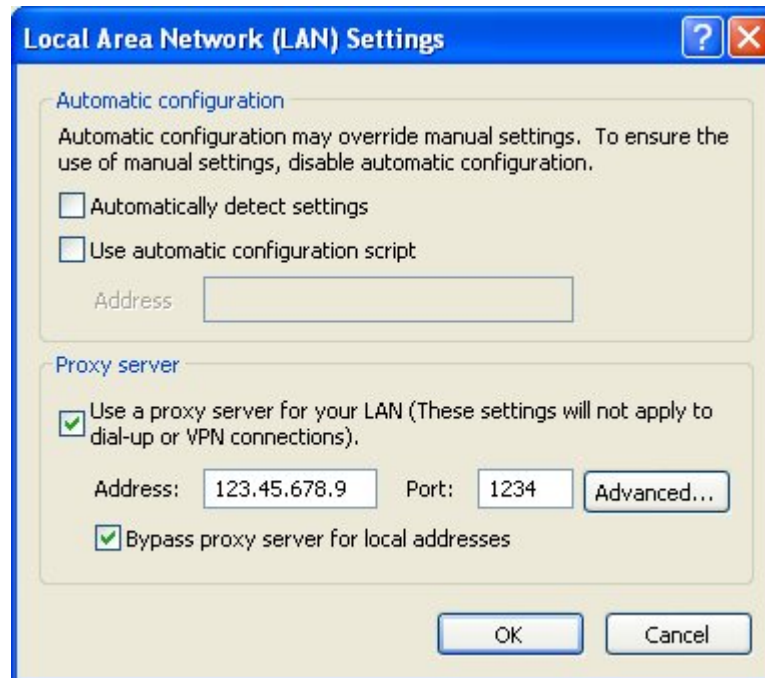 Local Area Network (LAN) Settings
?
Automatic configuration
Automatic configuration may override manual settings.  To ensure the
use of manual settings, disable automatic configuration.
Automatically detect settings
Use automatic configuration script
Address
Proxy server
Use a proxy server for your LAN (These settings will not apply to
dial-up or VPN connections).
Address: 123.45.678.9 Port: 1234 Advanced...
Bypass proxy server for local addresses
OK Cancel